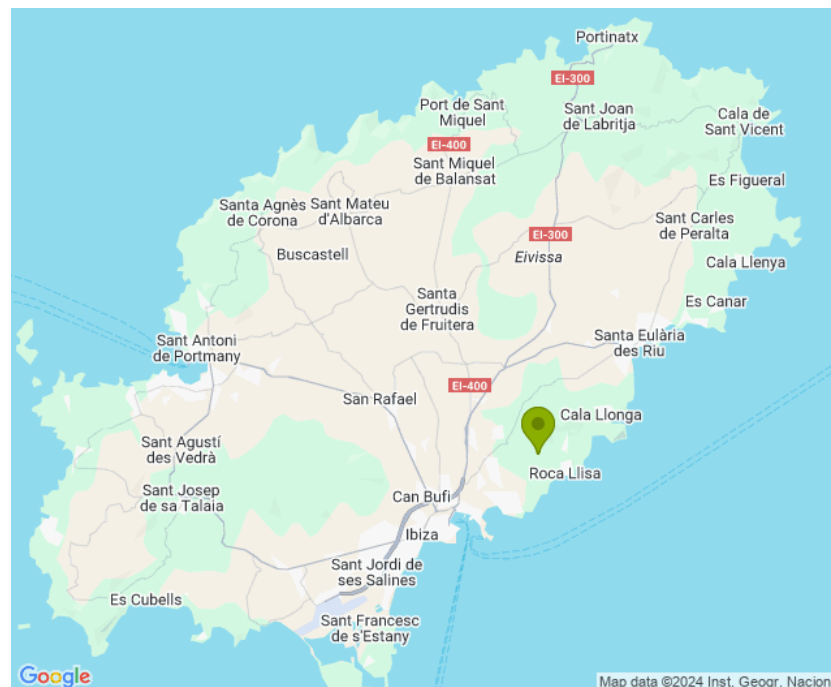 Portinatx
EI-300
Port de Sant
Miquel
Sant Joan
de Labritja
Cala de
Sant Vicent
EI-400
Sant Miquel
de Balansat
Es Figueral
Santa Agnès
de Corona
Sant Mateu
d'Albarca
Sant Carles
de Peralta
EI-300
Buscastell
Eivissa
Cala Llenya
Santa
Gertrudis
de Fruitera
Es Canar
Sant Antoni
de Portmany
Santa Eulària
des Riu
EI-400
San Rafael
Cala Llonga
Sant Agustí
des Vedrà
Roca Llisa
Sant Josep
de sa Talaia
Can Bufi
Ibiza
Sant Jordi de
ses Salines
Es Cubells
Sant Francesc
de s'Estany
Google
Map data ©2024 Inst. Geogr. Nacion